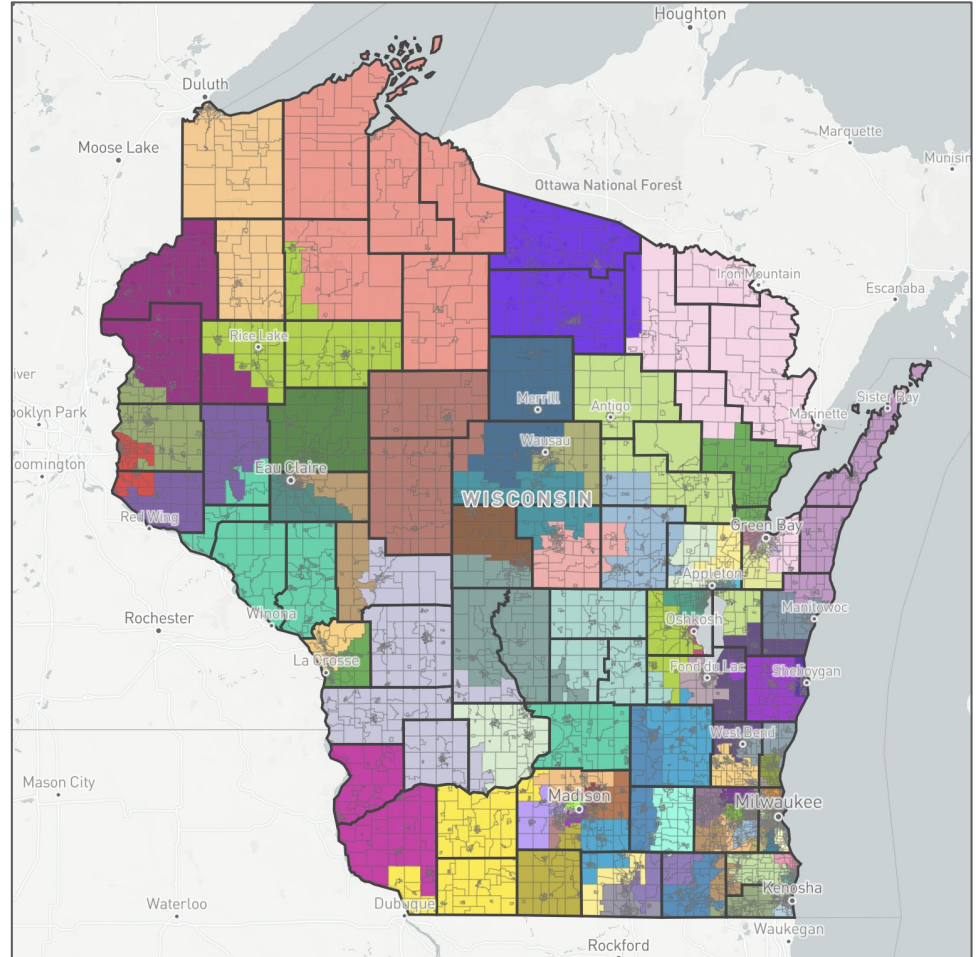 Houghton
Duluth
Marquette
Moose Lake
Munisin
Ottawa National Forest
Iron Mountain
Escanaba
Rice Lake
iver
Sister Bay
Merrill
Antigo
ooklyn Park
Marinette
Wausau
oomington
Eau Claire
WISCONSIN
Red Wing
Green Bay
Appleton
Winona
Manitowoc
Rochester
Oshkosh
La Crosse
Fond du Lac
Sheboygan
West Bend
Mason City
Madison
Milwaukee
Kenosha
Waterloo
Dubuque
Waukegan
Rockford